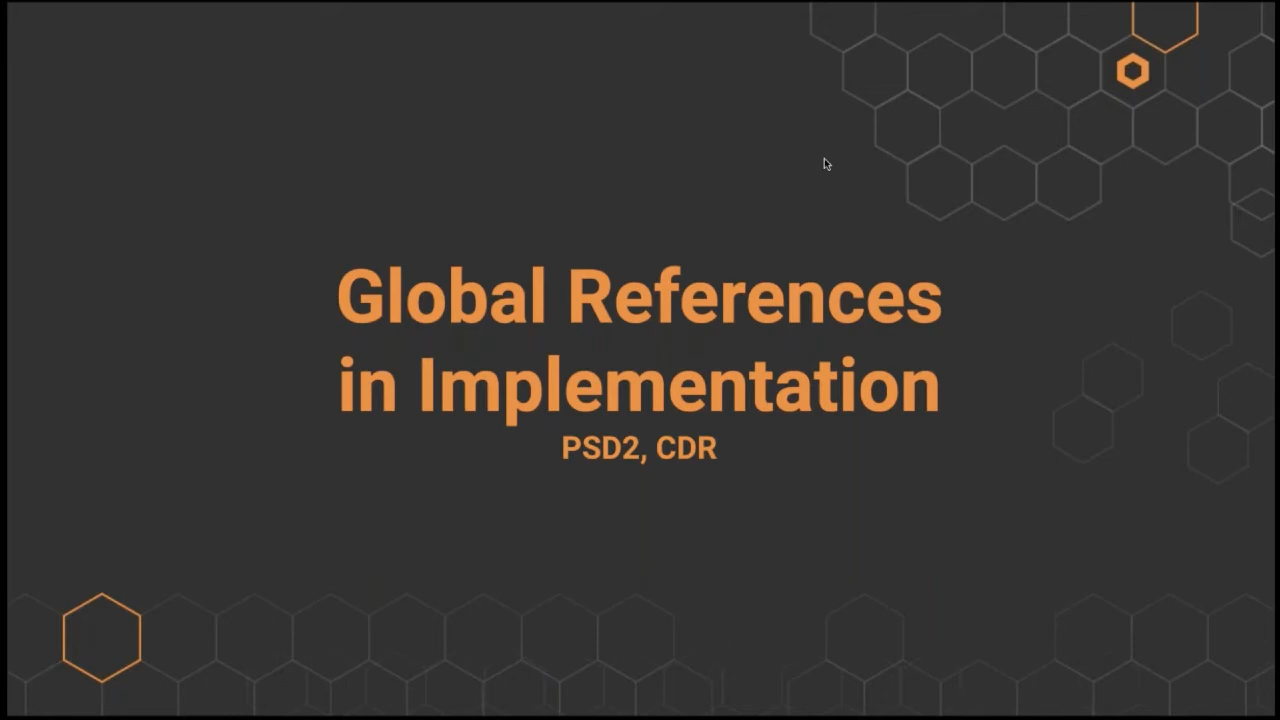 Global References
in Implementation
PSD2, CDR